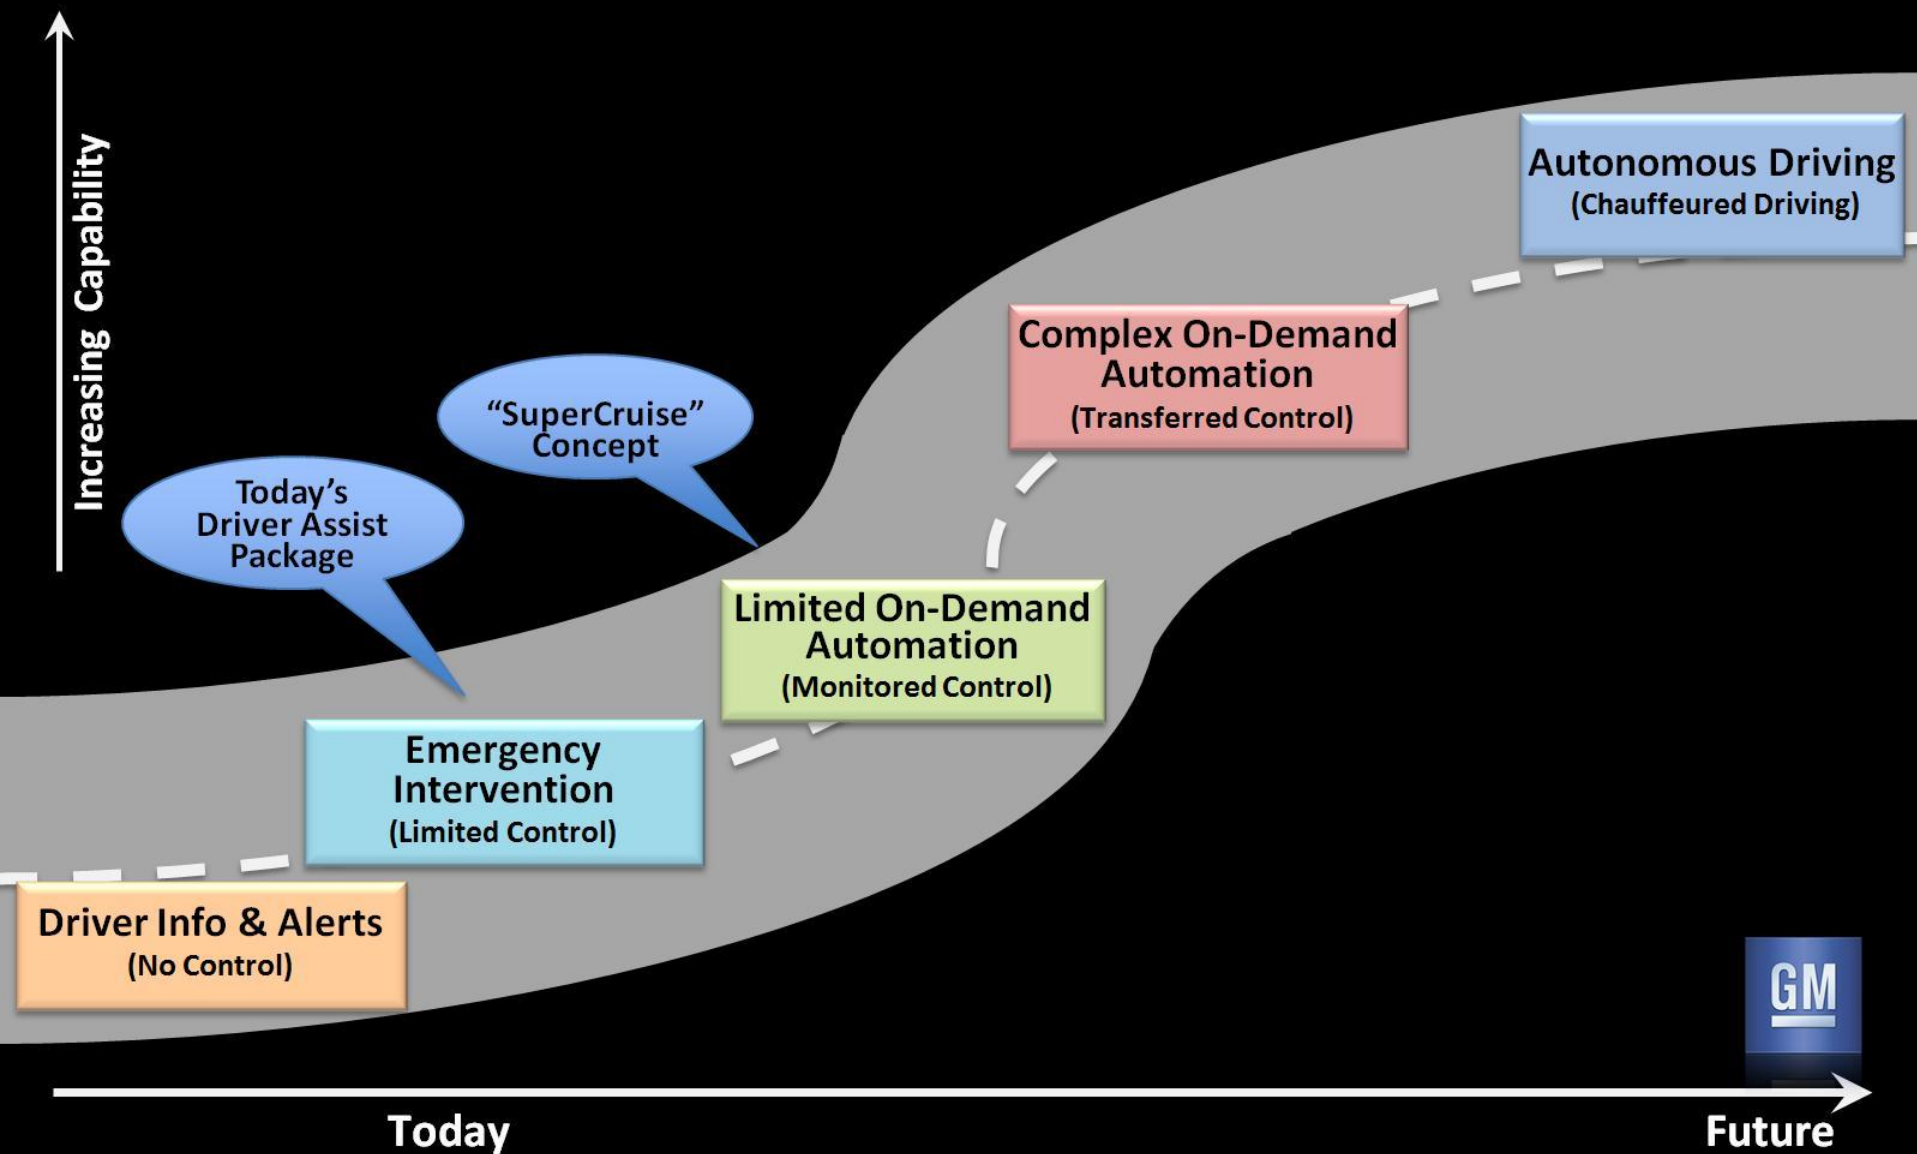 Increasing Capability
Autonomous Driving
(Chauffeured Driving)
Complex On-Demand
Automation
(Transferred Control)
“SuperCruise”
Concept
Today’s
Driver Assist
Package
Limited On-Demand
Automation
(Monitored Control)
Emergency
Intervention
(Limited Control)
Driver Info & Alerts
(No Control)
GM
Today
Future